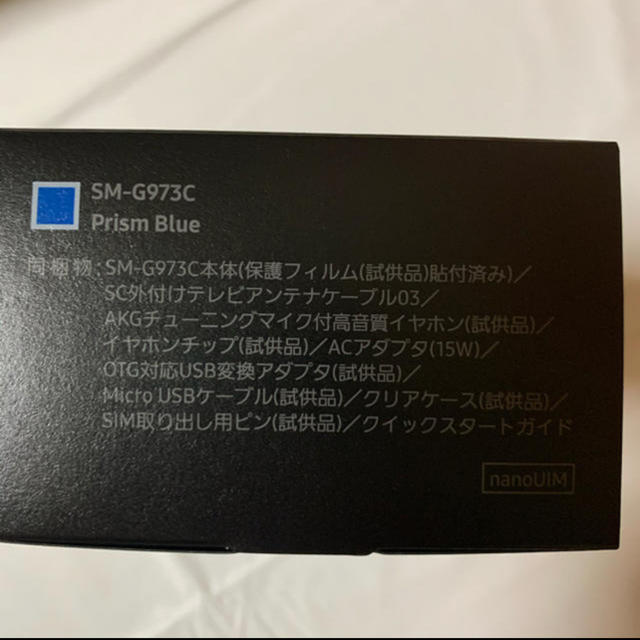 SM-G973C
Prism Blue
同梱物:SM-G973C本体(保護フィルム(試供品)貼付済み)／
SC外付けテレビアンテナケーブル03／
AKGチューニングマイク付高音質イヤホン(試供品)／
イヤホンチップ(試供品)／ACアダプタ(15W)／
OTG対応USB変換アダプタ(試供品)／
Micro USBケーブル(試供品)／クリアケース(試供品)／
SIM取り出し用ピン(試供品)／クイックスタートガイド
nanoUIM